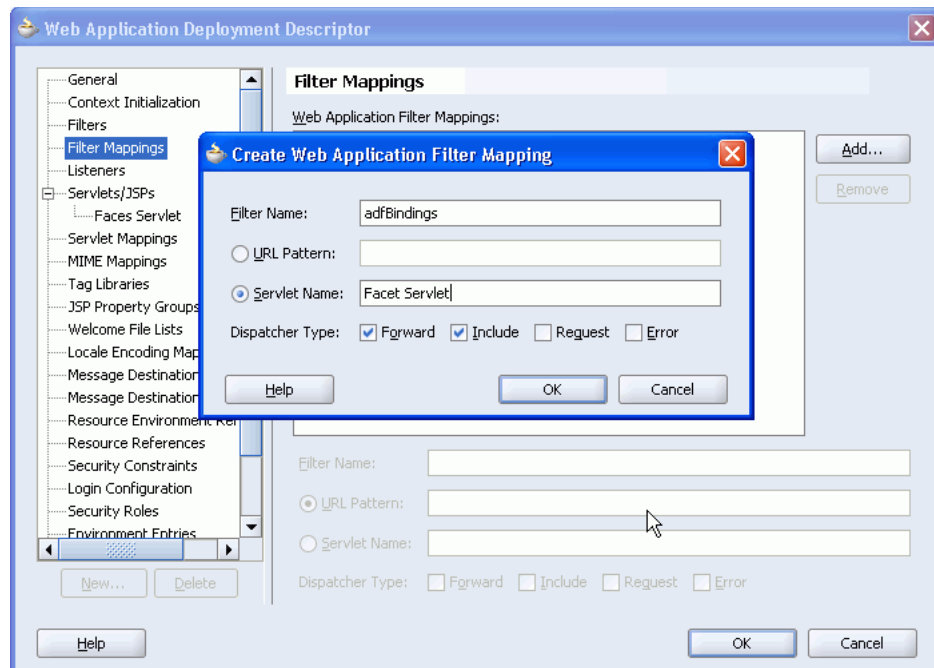 Web Application Deployment Descriptor
General
Context Initialization
Filters
Filter Mappings
Listeners
Servlets/JSPs
Faces Servlet
Servlet Mappings
MIME Mappings
Tag Libraries
JSP Property Groups
Welcome File Lists
Locale Encoding Map
Message Destination
Message Destination
Resource Environment Ref
Resource References
Security Constraints
Login Configuration
Security Roles
Environment Entries
New... Delete
Filter Mappings
Web Application Filter Mappings:
Add...
Remove
Create Web Application Filter Mapping
Filter Name: adfBindings
URL Pattern:
Servlet Name: Facet Servlet
Dispatcher Type: Forward Include Request Error
Help OK Cancel
Filter Name:
URL Pattern:
Servlet Name:
Dispatcher Type: Forward Include Request Error
Help OK Cancel